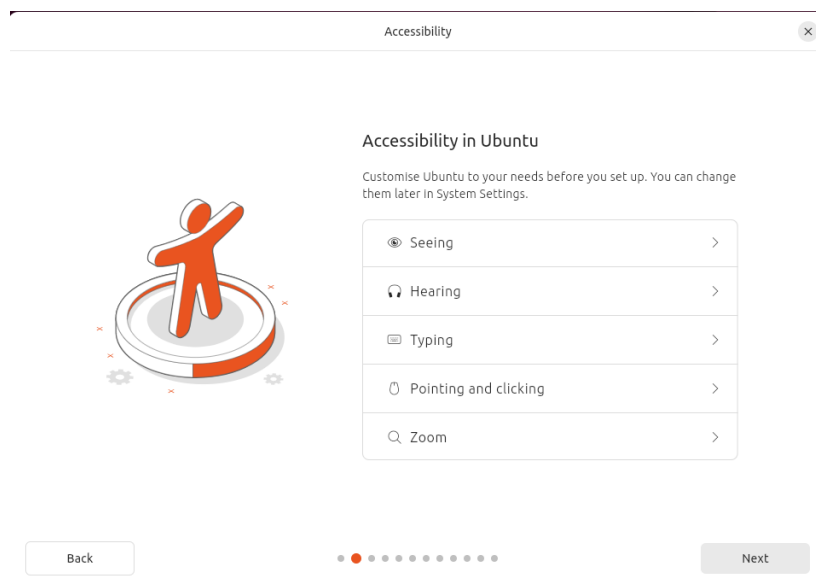 Accessibility
Accessibility in Ubuntu
Customise Ubuntu to your needs before you set up. You can change
them later in System Settings.
Seeing
Hearing
Typing
Pointing and clicking
Zoom
Back
Next